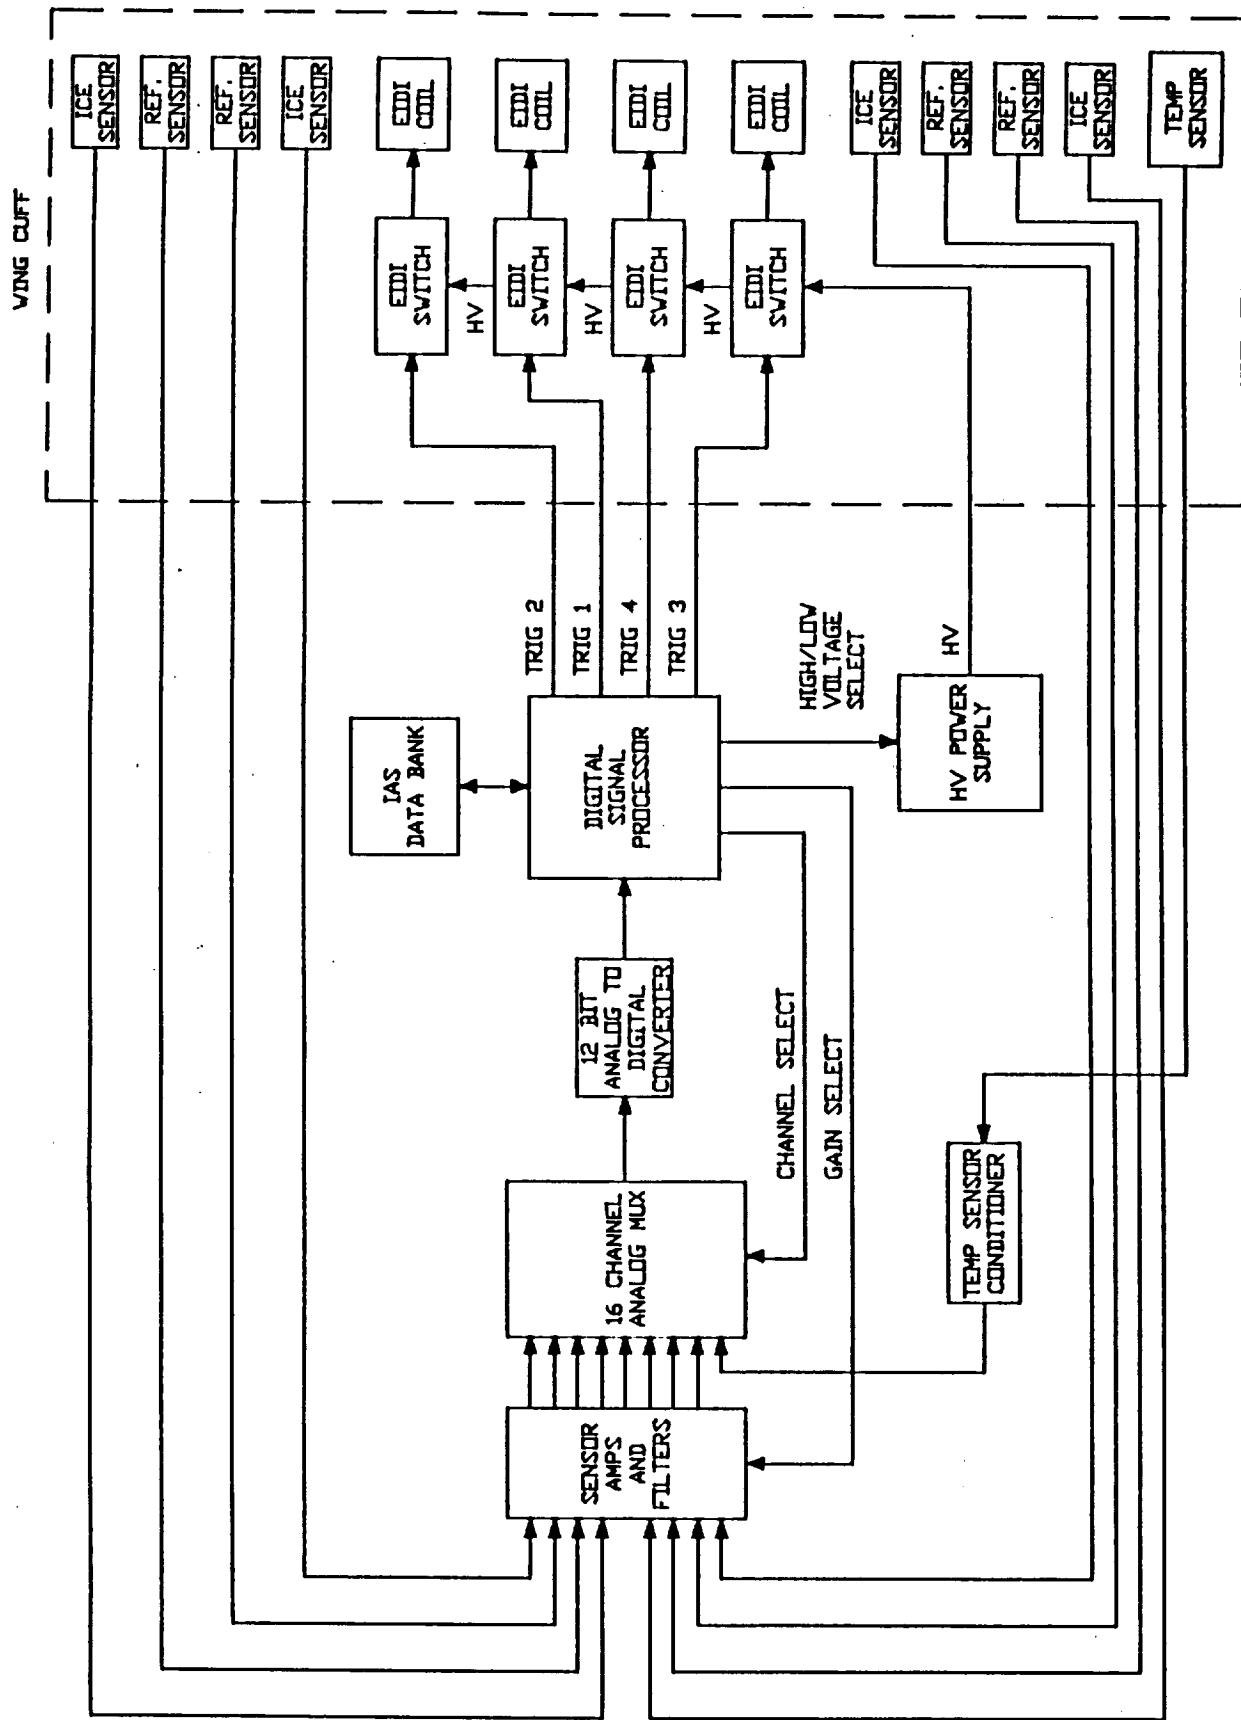 WING CUFF
ICE
SENSOR
REF.
SENSOR
REF.
SENSOR
ICE
SENSOR
EIDI
COIL
EIDI
COIL
EIDI
COIL
EIDI
COIL
ICE
SENSOR
REF.
SENSOR
REF.
SENSOR
ICE
SENSOR
TEMP
SENSOR
EIDI
SWITCH
HV
EIDI
SWITCH
HV
EIDI
SWITCH
HV
EIDI
SWITCH
TRIG 2
TRIG 1
TRIG 4
TRIG 3
HIGH/LOW
VOLTAGE
SELECT
HV
IAS
DATA BANK
DIGITAL
SIGNAL
PROCESSOR
HV POWER
SUPPLY
12 BIT
ANALOG TO
DIGITAL
CONVERTER
CHANNEL SELECT
GAIN SELECT
16 CHANNEL
ANALOG MUX
TEMP SENSOR
CONDITIONER
SENSOR
AMPS
AND
FILTERS